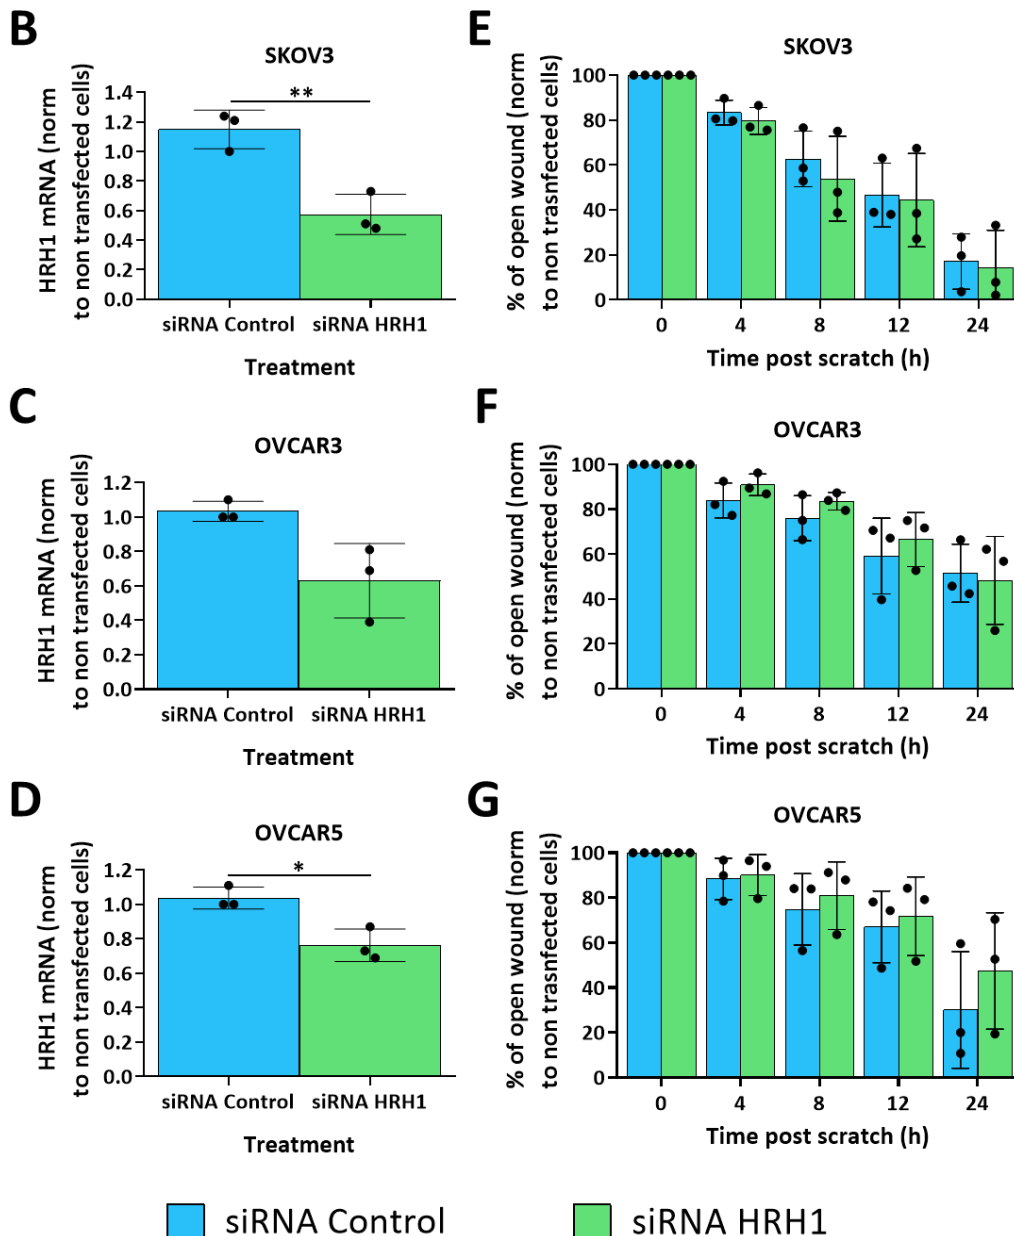 B
SKOV3
HRH1 mRNA (norm
to non transfected cells)
1.4
1.2
1.0
0.8
0.6
0.4
0.2
0.0
**
siRNA Control siRNA HRH1
Treatment
E
SKOV3
% of open wound (norm
to non trasnfected cells)
100
80
60
40
20
0
0 4 8 12 24
Time post scratch (h)
C
OVCAR3
HRH1 mRNA (norm
to non transfected cells)
1.2
1.0
0.8
0.6
0.4
0.2
0.0
siRNA Control siRNA HRH1
Treatment
F
OVCAR3
% of open wound (norm
to non trasnfected cells)
100
80
60
40
20
0
0 4 8 12 24
Time post scratch (h)
D
OVCAR5
HRH1 mRNA (norm
to non transfected cells)
1.2
1.0
0.8
0.6
0.4
0.2
0.0
*
siRNA Control siRNA HRH1
Treatment
G
OVCAR5
% of open wound (norm
to non trasnfected cells)
100
80
60
40
20
0
0 4 8 12 24
Time post scratch (h)
siRNA Control siRNA HRH1